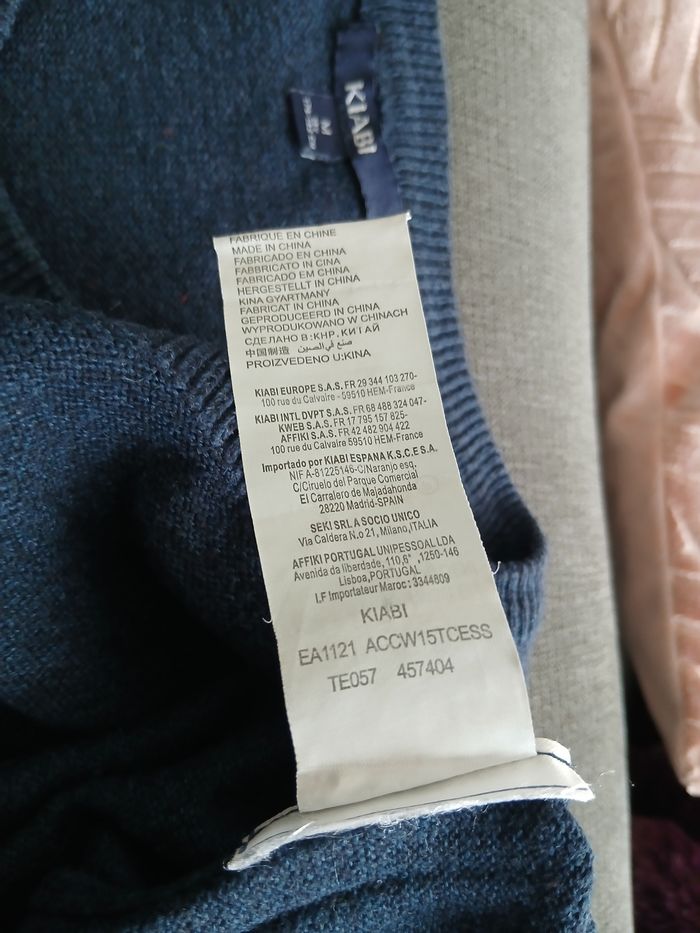 KIABI
M
FABRIQUE EN CHINE
MADE IN CHINA
FABRICADO EN CHINA
FABBRICATO IN CINA
FABRICADO EM CHINA
HERGESTELLT IN CHINA
KINA GYARTMANY
FABRICAT IN CHINA
GEPRODUCEERD IN CHINA
WYPRODUKOWANO W CHINACH
СДЕЛАНО В:КНР. КИТАЙ
中国制造 صنع في الصين
PROIZVEDENO U:KINA
KIABI EUROPE S.A.S. FR 29 344 103 270-
100 rue du Calvaire - 59510 HEM-France
KIABI INTL DVPT S.A.S. FR 68 488 324 047-
KWEB S.A.S. FR 17 795 157 825-
AFFIKI S.A.S. FR 42 482 904 422
100 rue du Calvaire 59510 HEM-France
Importado por KIABI ESPANA K.S.C.E S.A.
NIF A-81225146-C/Naranjo esq.
C/Ciruelo del Parque Comercial
El Carralero de Majadahonda
28220 Madrid-SPAIN
SEKI SRL A SOCIO UNICO
Via Caldera N.o 21, Milano,ITALIA
AFFIKI PORTUGAL UNIPESSOALLDA
Avenida da liberdade, 110,6° ,1250-146
Lisboa,PORTUGAL
I.F Importateur Maroc: 3344809
KIABI
EA1121 ACCW15TCESS
TE057 457404